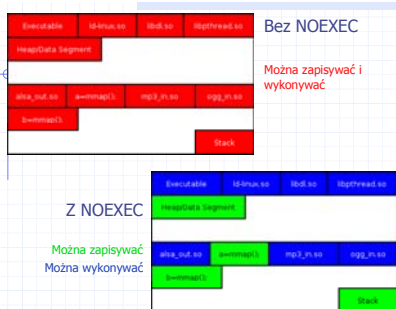 Executable ld-linux.so libdl.so libpthread.so
Heap/Data Segment
alsa_out.so a=mmap(); mp3_in.so ogg_in.so
b=mmap();
Stack
Bez NOEXEC
Można zapisywać i
wykonywać
Z NOEXEC
Można zapisywać
Można wykonywać
Executable ld-linux.so libdl.so libpthread.so
Heap/Data Segment
alsa_out.so a=mmap(); mp3_in.so ogg_in.so
b=mmap();
Stack